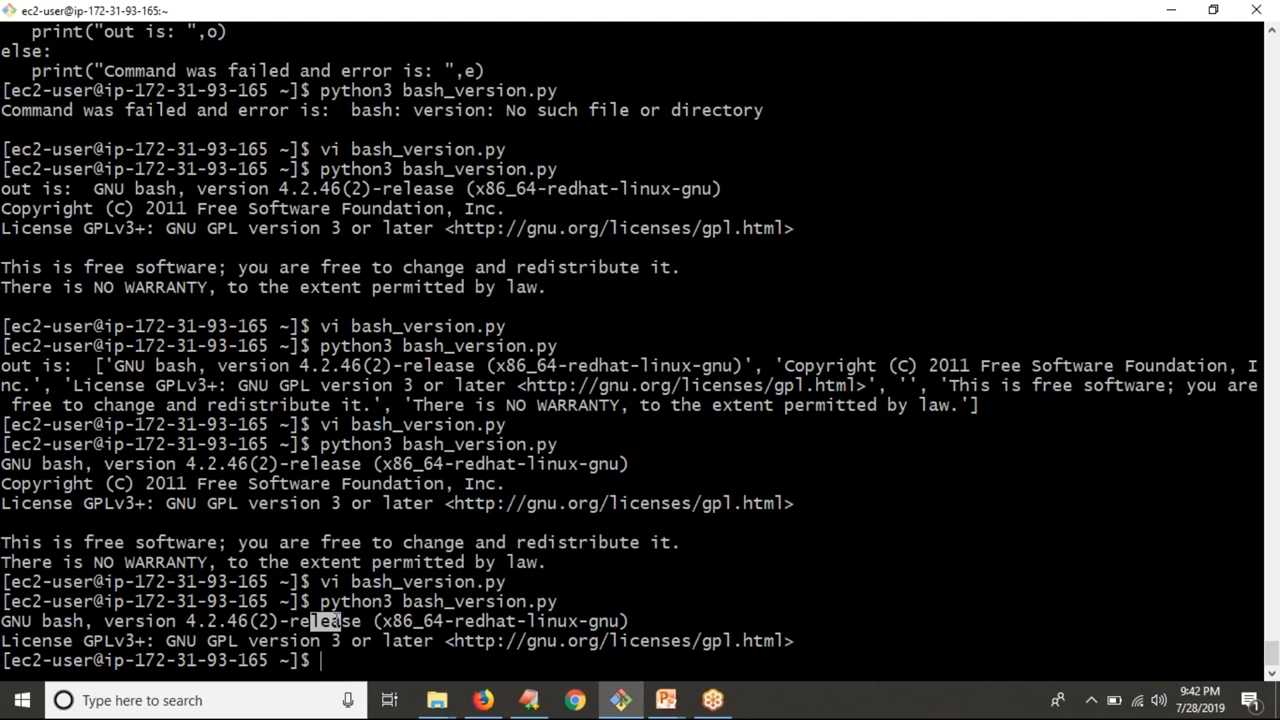 ec2-user@ip-172-31-93-165:~
   print("out is: ",o)
else:
   print("Command was failed and error is: ",e)
[ec2-user@ip-172-31-93-165 ~]$ python3 bash_version.py
Command was failed and error is:  bash: version: No such file or directory
[ec2-user@ip-172-31-93-165 ~]$ vi bash_version.py
[ec2-user@ip-172-31-93-165 ~]$ python3 bash_version.py
out is:  GNU bash, version 4.2.46(2)-release (x86_64-redhat-linux-gnu)
Copyright (C) 2011 Free Software Foundation, Inc.
License GPLv3+: GNU GPL version 3 or later <http://gnu.org/licenses/gpl.html>
This is free software; you are free to change and redistribute it.
There is NO WARRANTY, to the extent permitted by law.
[ec2-user@ip-172-31-93-165 ~]$ vi bash_version.py
[ec2-user@ip-172-31-93-165 ~]$ python3 bash_version.py
out is:  ['GNU bash, version 4.2.46(2)-release (x86_64-redhat-linux-gnu)', 'Copyright (C) 2011 Free Software Foundation, I
nc.', 'License GPLv3+: GNU GPL version 3 or later <http://gnu.org/licenses/gpl.html>', '', 'This is free software; you are
 free to change and redistribute it.', 'There is NO WARRANTY, to the extent permitted by law.']
[ec2-user@ip-172-31-93-165 ~]$ vi bash_version.py
[ec2-user@ip-172-31-93-165 ~]$ python3 bash_version.py
GNU bash, version 4.2.46(2)-release (x86_64-redhat-linux-gnu)
Copyright (C) 2011 Free Software Foundation, Inc.
License GPLv3+: GNU GPL version 3 or later <http://gnu.org/licenses/gpl.html>
This is free software; you are free to change and redistribute it.
There is NO WARRANTY, to the extent permitted by law.
[ec2-user@ip-172-31-93-165 ~]$ vi bash_version.py
[ec2-user@ip-172-31-93-165 ~]$ python3 bash_version.py
GNU bash, version 4.2.46(2)-release (x86_64-redhat-linux-gnu)
License GPLv3+: GNU GPL version 3 or later <http://gnu.org/licenses/gpl.html>
[ec2-user@ip-172-31-93-165 ~]$
Type here to search
9:42 PM
7/28/2019